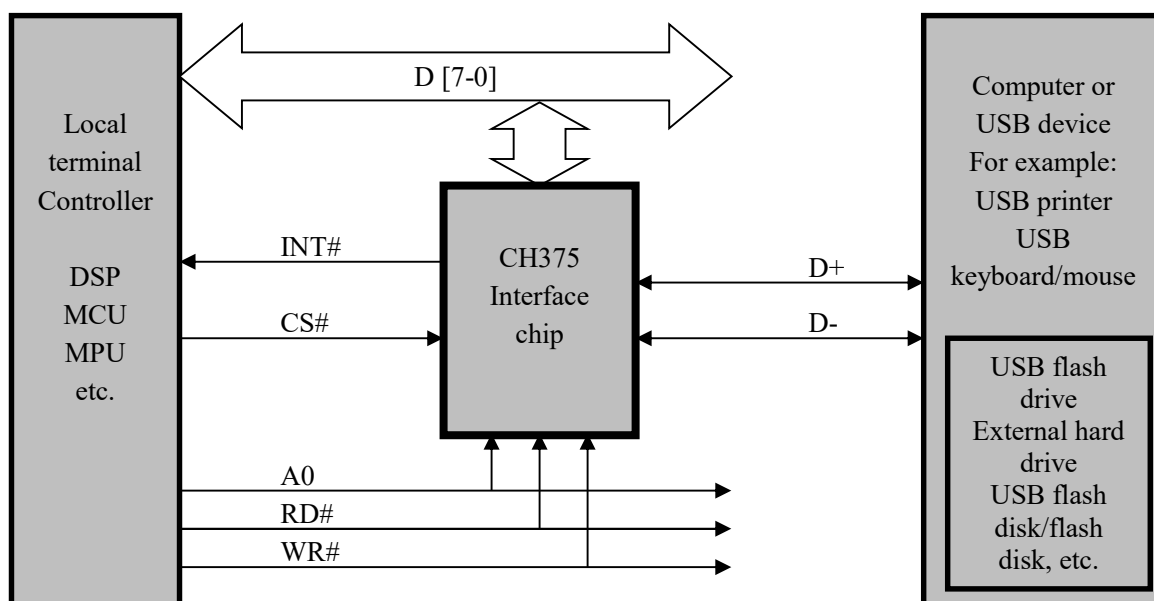 Local
terminal
Controller
DSP
MCU
MPU
etc.
D [7-0]
INT#
CS#
A0
RD#
WR#
CH375
Interface
chip
D+
D-
Computer or
USB device
For example:
USB printer
USB
keyboard/mouse
USB flash
drive
External hard
drive
USB flash
disk/flash
disk, etc.